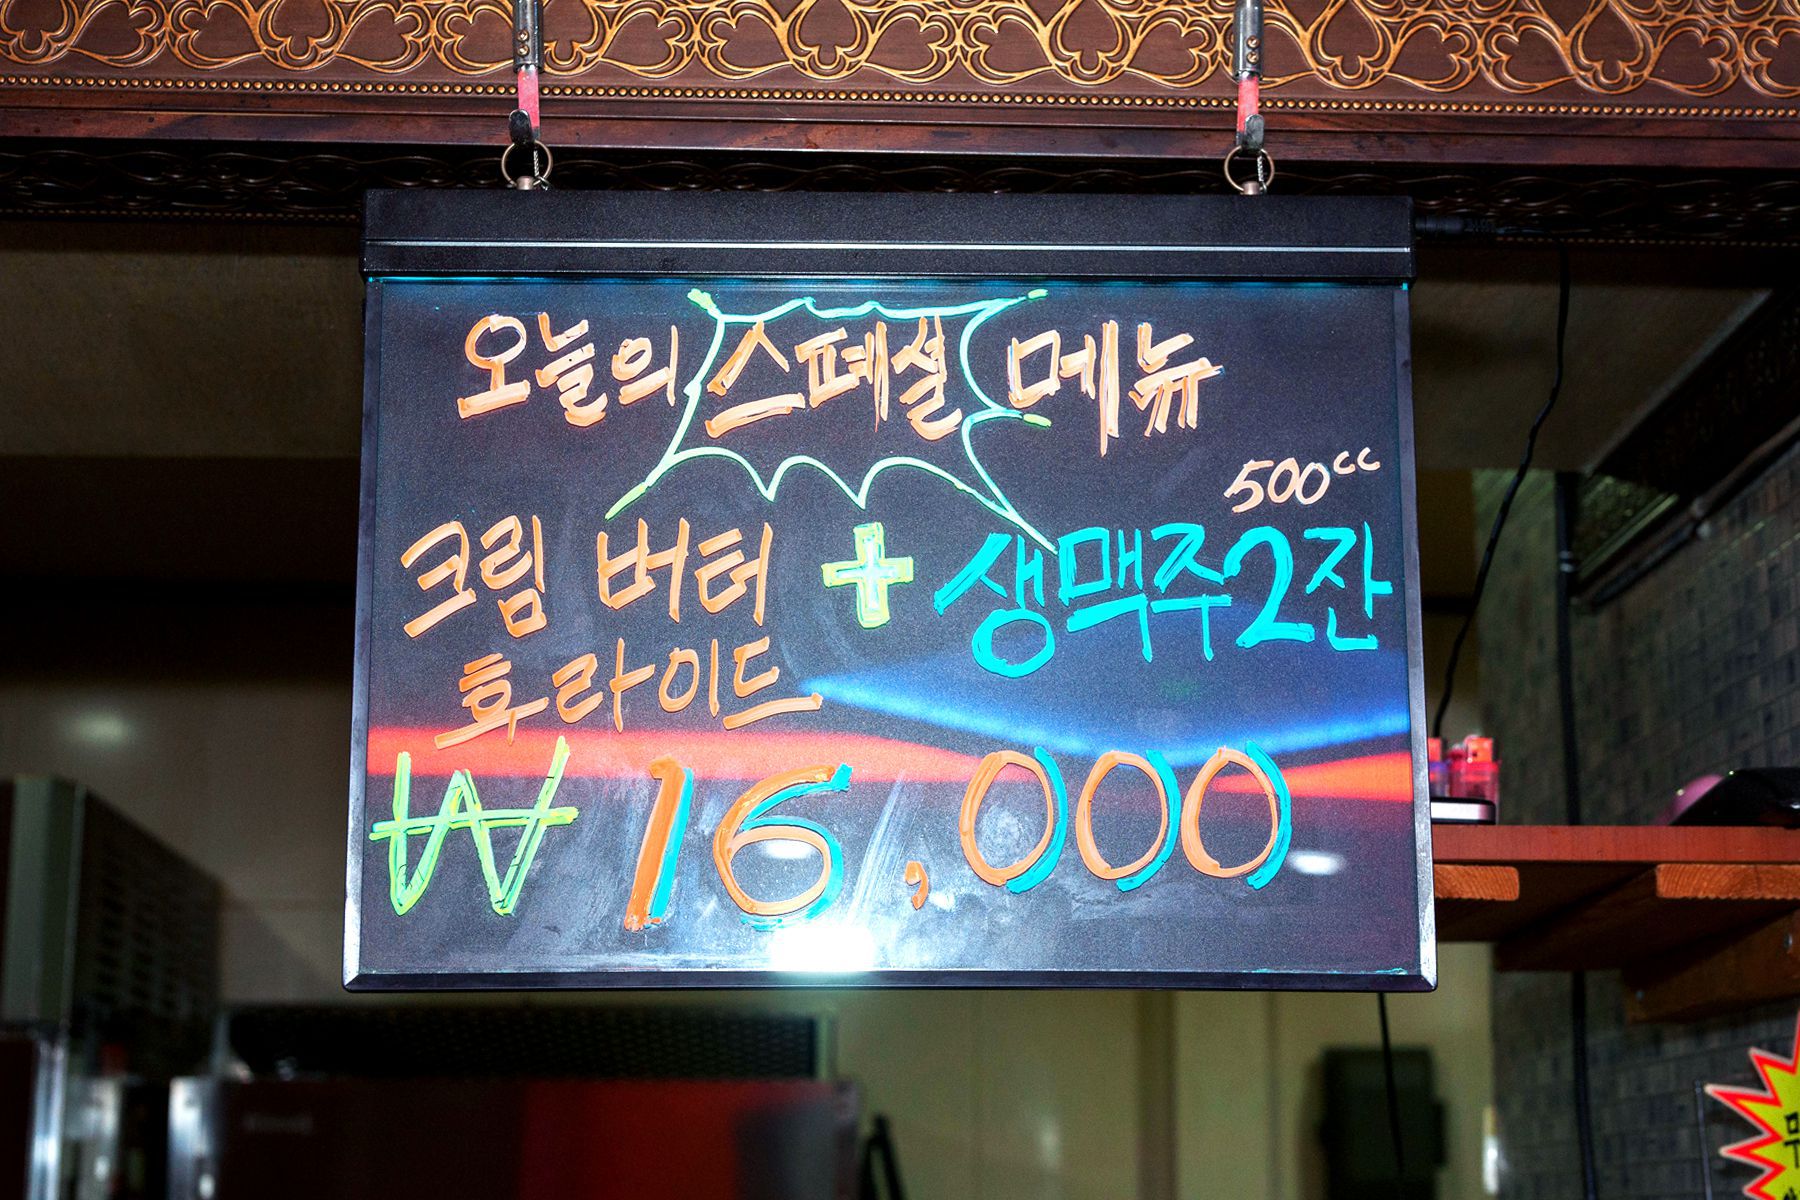 오늘의 스페셜 메뉴
500cc
크림 버터 + 생맥주2잔
후라이드
₩16,000